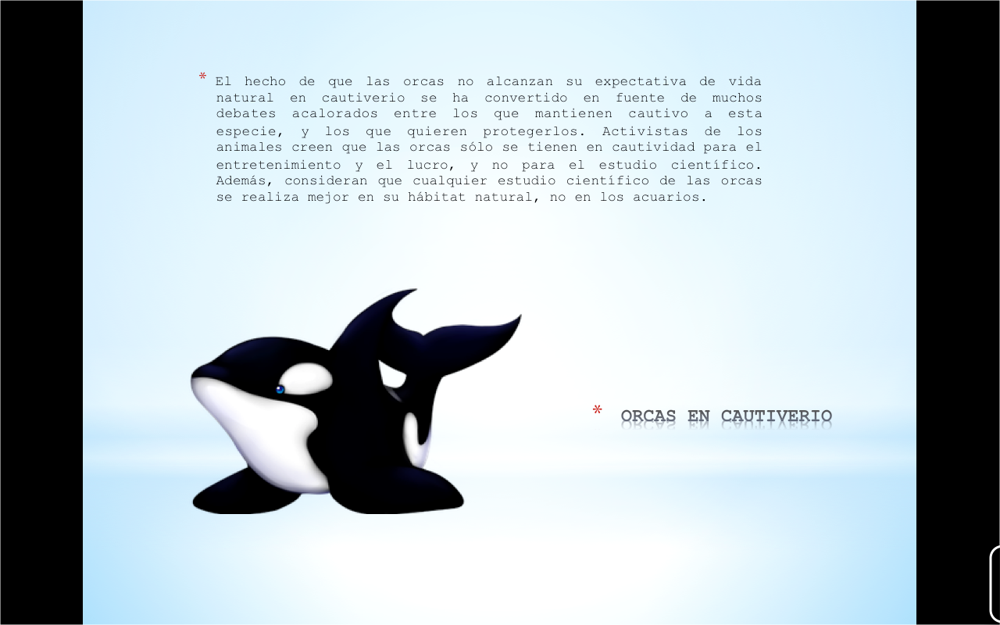 * El hecho de que las orcas no alcanzan su expectativa de vida
natural en cautiverio se ha convertido en fuente de muchos
debates acalorados entre los que mantienen cautivo a esta
especie, y los que quieren protegerlos. Activistas de los
animales creen que las orcas sólo se tienen en cautividad para el
entretenimiento y el lucro, y no para el estudio científico.
Además, consideran que cualquier estudio científico de las orcas
se realiza mejor en su hábitat natural, no en los acuarios.
* ORCAS EN CAUTIVERIO